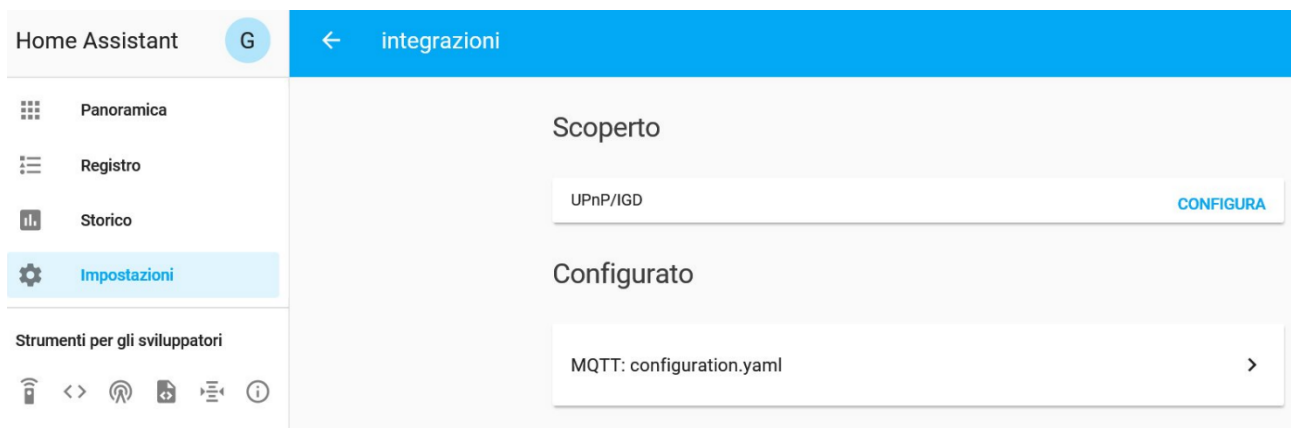 Home Assistant
G
integrazioni
Panoramica
Registro
Storico
Impostazioni
Strumenti per gli sviluppatori
Scoperto
UPnP/IGD
CONFIGURA
Configurato
MQTT: configuration.yaml